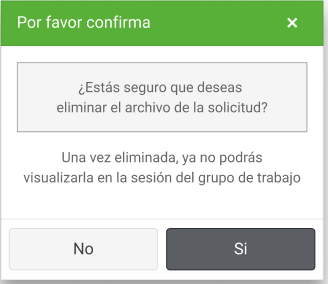 Por favor confirma ×
¿Estás seguro que deseas
eliminar el archivo de la solicitud?
Una vez eliminada, ya no podrás
visualizarla en la sesión del grupo de trabajo
No
Si